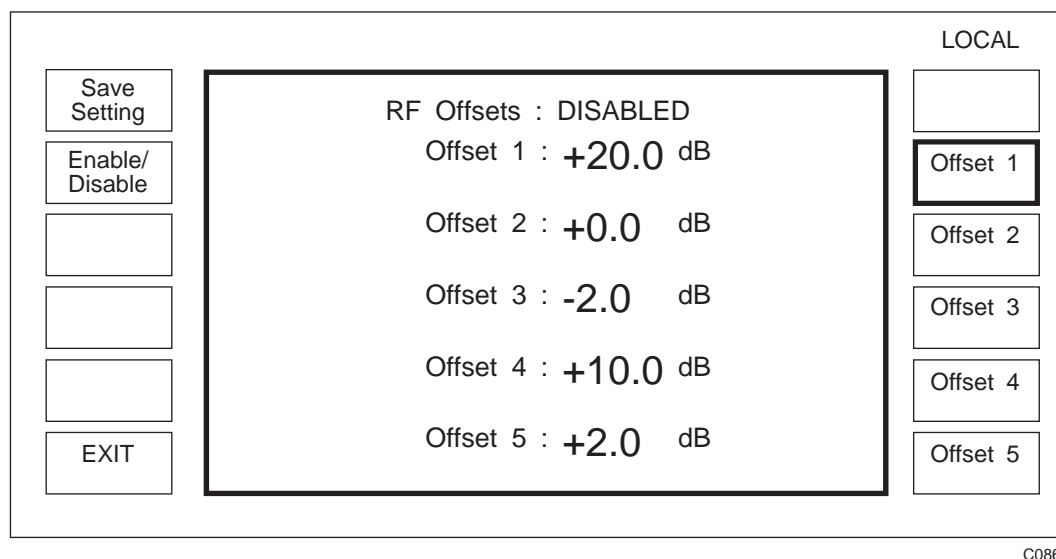 LOCAL
Save
Setting
Enable/
Disable
EXIT
RF Offsets : DISABLED
Offset 1 : +20.0 dB
Offset 2 : +0.0 dB
Offset 3 : -2.0 dB
Offset 4 : +10.0 dB
Offset 5 : +2.0 dB
Offset 1
Offset 2
Offset 3
Offset 4
Offset 5
C086